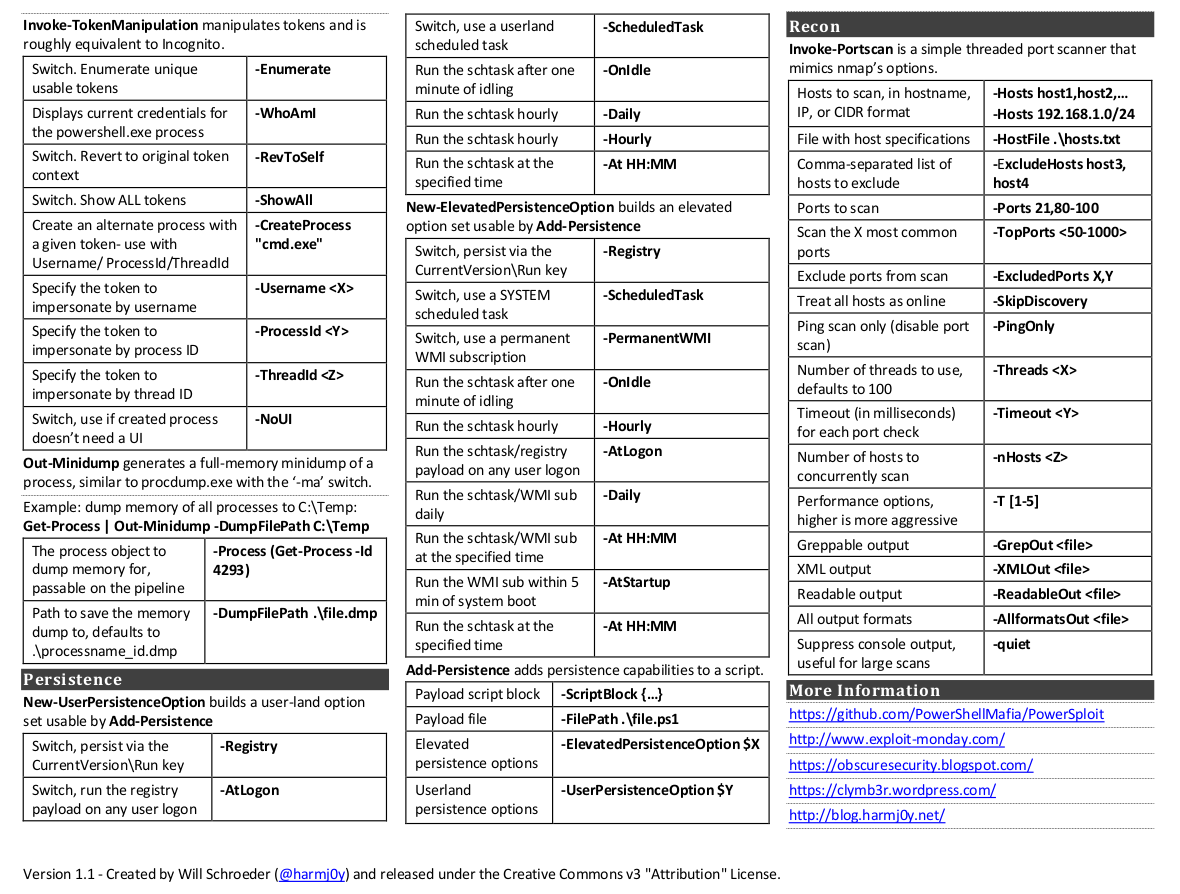 Invoke-TokenManipulation manipulates tokens and is
roughly equivalent to Incognito.
Switch. Enumerate unique
usable tokens
-Enumerate
Displays current credentials for
the powershell.exe process
-WhoAmI
Switch. Revert to original token
context
-RevToSelf
Switch. Show ALL tokens
-ShowAll
Create an alternate process with
a given token- use with
Username/ ProcessId/ThreadId
-CreateProcess
"cmd.exe"
Specify the token to
impersonate by username
-Username <X>
Specify the token to
impersonate by process ID
-ProcessId <Y>
Specify the token to
impersonate by thread ID
-ThreadId <Z>
Switch, use if created process
doesn’t need a UI
-NoUI
Out-Minidump generates a full-memory minidump of a
process, similar to procdump.exe with the ‘-ma’ switch.
Example: dump memory of all processes to C:\Temp:
Get-Process | Out-Minidump -DumpFilePath C:\Temp
The process object to
dump memory for,
passable on the pipeline
-Process (Get-Process -Id
4293)
Path to save the memory
dump to, defaults to
.\processname_id.dmp
-DumpFilePath .\file.dmp
Persistence
New-UserPersistenceOption builds a user-land option
set usable by Add-Persistence
Switch, persist via the
CurrentVersion\Run key
-Registry
Switch, run the registry
payload on any user logon
-AtLogon
Switch, use a userland
scheduled task
-ScheduledTask
Run the schtask after one
minute of idling
-OnIdle
Run the schtask hourly
-Daily
Run the schtask hourly
-Hourly
Run the schtask at the
specified time
-At HH:MM
New-ElevatedPersistenceOption builds an elevated
option set usable by Add-Persistence
Switch, persist via the
CurrentVersion\Run key
-Registry
Switch, use a SYSTEM
scheduled task
-ScheduledTask
Switch, use a permanent
WMI subscription
-PermanentWMI
Run the schtask after one
minute of idling
-OnIdle
Run the schtask hourly
-Hourly
Run the schtask/registry
payload on any user logon
-AtLogon
Run the schtask/WMI sub
daily
-Daily
Run the schtask/WMI sub
at the specified time
-At HH:MM
Run the WMI sub within 5
min of system boot
-AtStartup
Run the schtask at the
specified time
-At HH:MM
Add-Persistence adds persistence capabilities to a script.
Payload script block
-ScriptBlock {…}
Payload file
-FilePath .\file.ps1
Elevated
persistence options
-ElevatedPersistenceOption $X
Userland
persistence options
-UserPersistenceOption $Y
Recon
Invoke-Portscan is a simple threaded port scanner that
mimics nmap’s options.
Hosts to scan, in hostname,
IP, or CIDR format
-Hosts host1,host2,…
-Hosts 192.168.1.0/24
File with host specifications
-HostFile .\hosts.txt
Comma-separated list of
hosts to exclude
-ExcludeHosts host3,
host4
Ports to scan
-Ports 21,80-100
Scan the X most common
ports
-TopPorts <50-1000>
Exclude ports from scan
-ExcludedPorts X,Y
Treat all hosts as online
-SkipDiscovery
Ping scan only (disable port
scan)
-PingOnly
Number of threads to use,
defaults to 100
-Threads <X>
Timeout (in milliseconds)
for each port check
-Timeout <Y>
Number of hosts to
concurrently scan
-nHosts <Z>
Performance options,
higher is more aggressive
-T [1-5]
Greppable output
-GrepOut <file>
XML output
-XMLOut <file>
Readable output
-ReadableOut <file>
All output formats
-AllformatsOut <file>
Suppress console output,
useful for large scans
-quiet
More Information
https://github.com/PowerShellMafia/PowerSploit
http://www.exploit-monday.com/
https://obscuresecurity.blogspot.com/
https://clymb3r.wordpress.com/
http://blog.harmj0y.net/
Version 1.1 - Created by Will Schroeder (@harmj0y) and released under the Creative Commons v3 "Attribution" License.